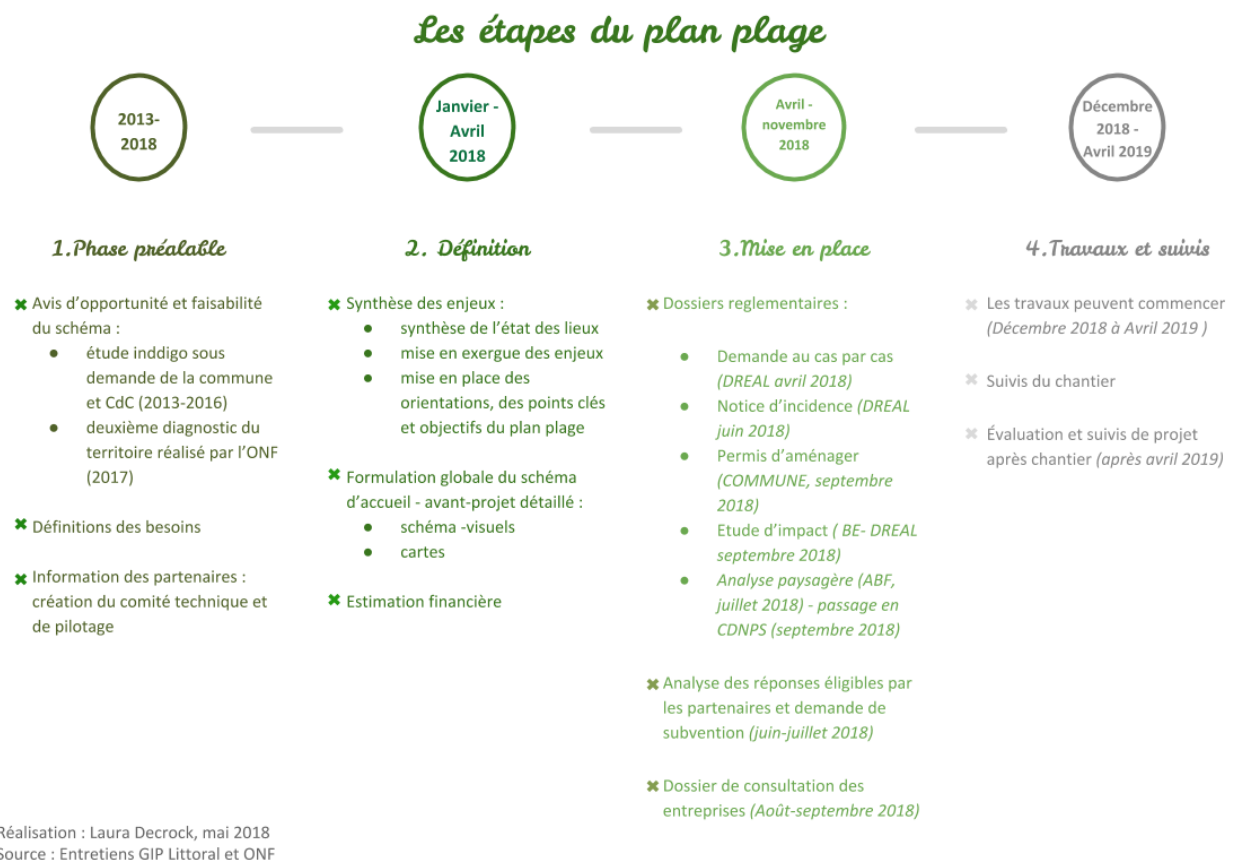 Les étapes du plan plage
2013-
2018
Janvier -
Avril
2018
Avril -
novembre
2018
Décembre
2018 -
Avril 2019
1.Phase préalable
✖ Avis d'opportunité et faisabilité
du schéma :
● étude inddigo sous
demande de la commune
et CdC (2013-2016)
● deuxième diagnostic du
territoire réalisé par l'ONF
(2017)
✖ Définitions des besoins
✖ Information des partenaires :
création du comité technique et
de pilotage
2. Définition
✖ Synthèse des enjeux :
● synthèse de l'état des lieux
● mise en exergue des enjeux
● mise en place des
orientations, des points clés
et objectifs du plan plage
✖ Formulation globale du schéma
d'accueil - avant-projet détaillé :
● schéma -visuels
● cartes
✖ Estimation financière
3.Mise en place
✖ Dossiers reglementaires :
● Demande au cas par cas
(DREAL avril 2018)
● Notice d'incidence (DREAL
juin 2018)
● Permis d'aménager
(COMMUNE, septembre
2018)
● Etude d'impact ( BE- DREAL
septembre 2018)
● Analyse paysagère (ABF,
juillet 2018) - passage en
CDNPS (septembre 2018)
✖ Analyse des réponses éligibles par
les partenaires et demande de
subvention (juin-juillet 2018)
✖ Dossier de consultation des
entreprises (Août-septembre 2018)
4.Travaux et suivis
✖ Les travaux peuvent commencer
(Décembre 2018 à Avril 2019 )
✖ Suivis du chantier
✖ Évaluation et suivis de projet
après chantier (après avril 2019)
Réalisation : Laura Decrock, mai 2018
Source : Entretiens GIP Littoral et ONF